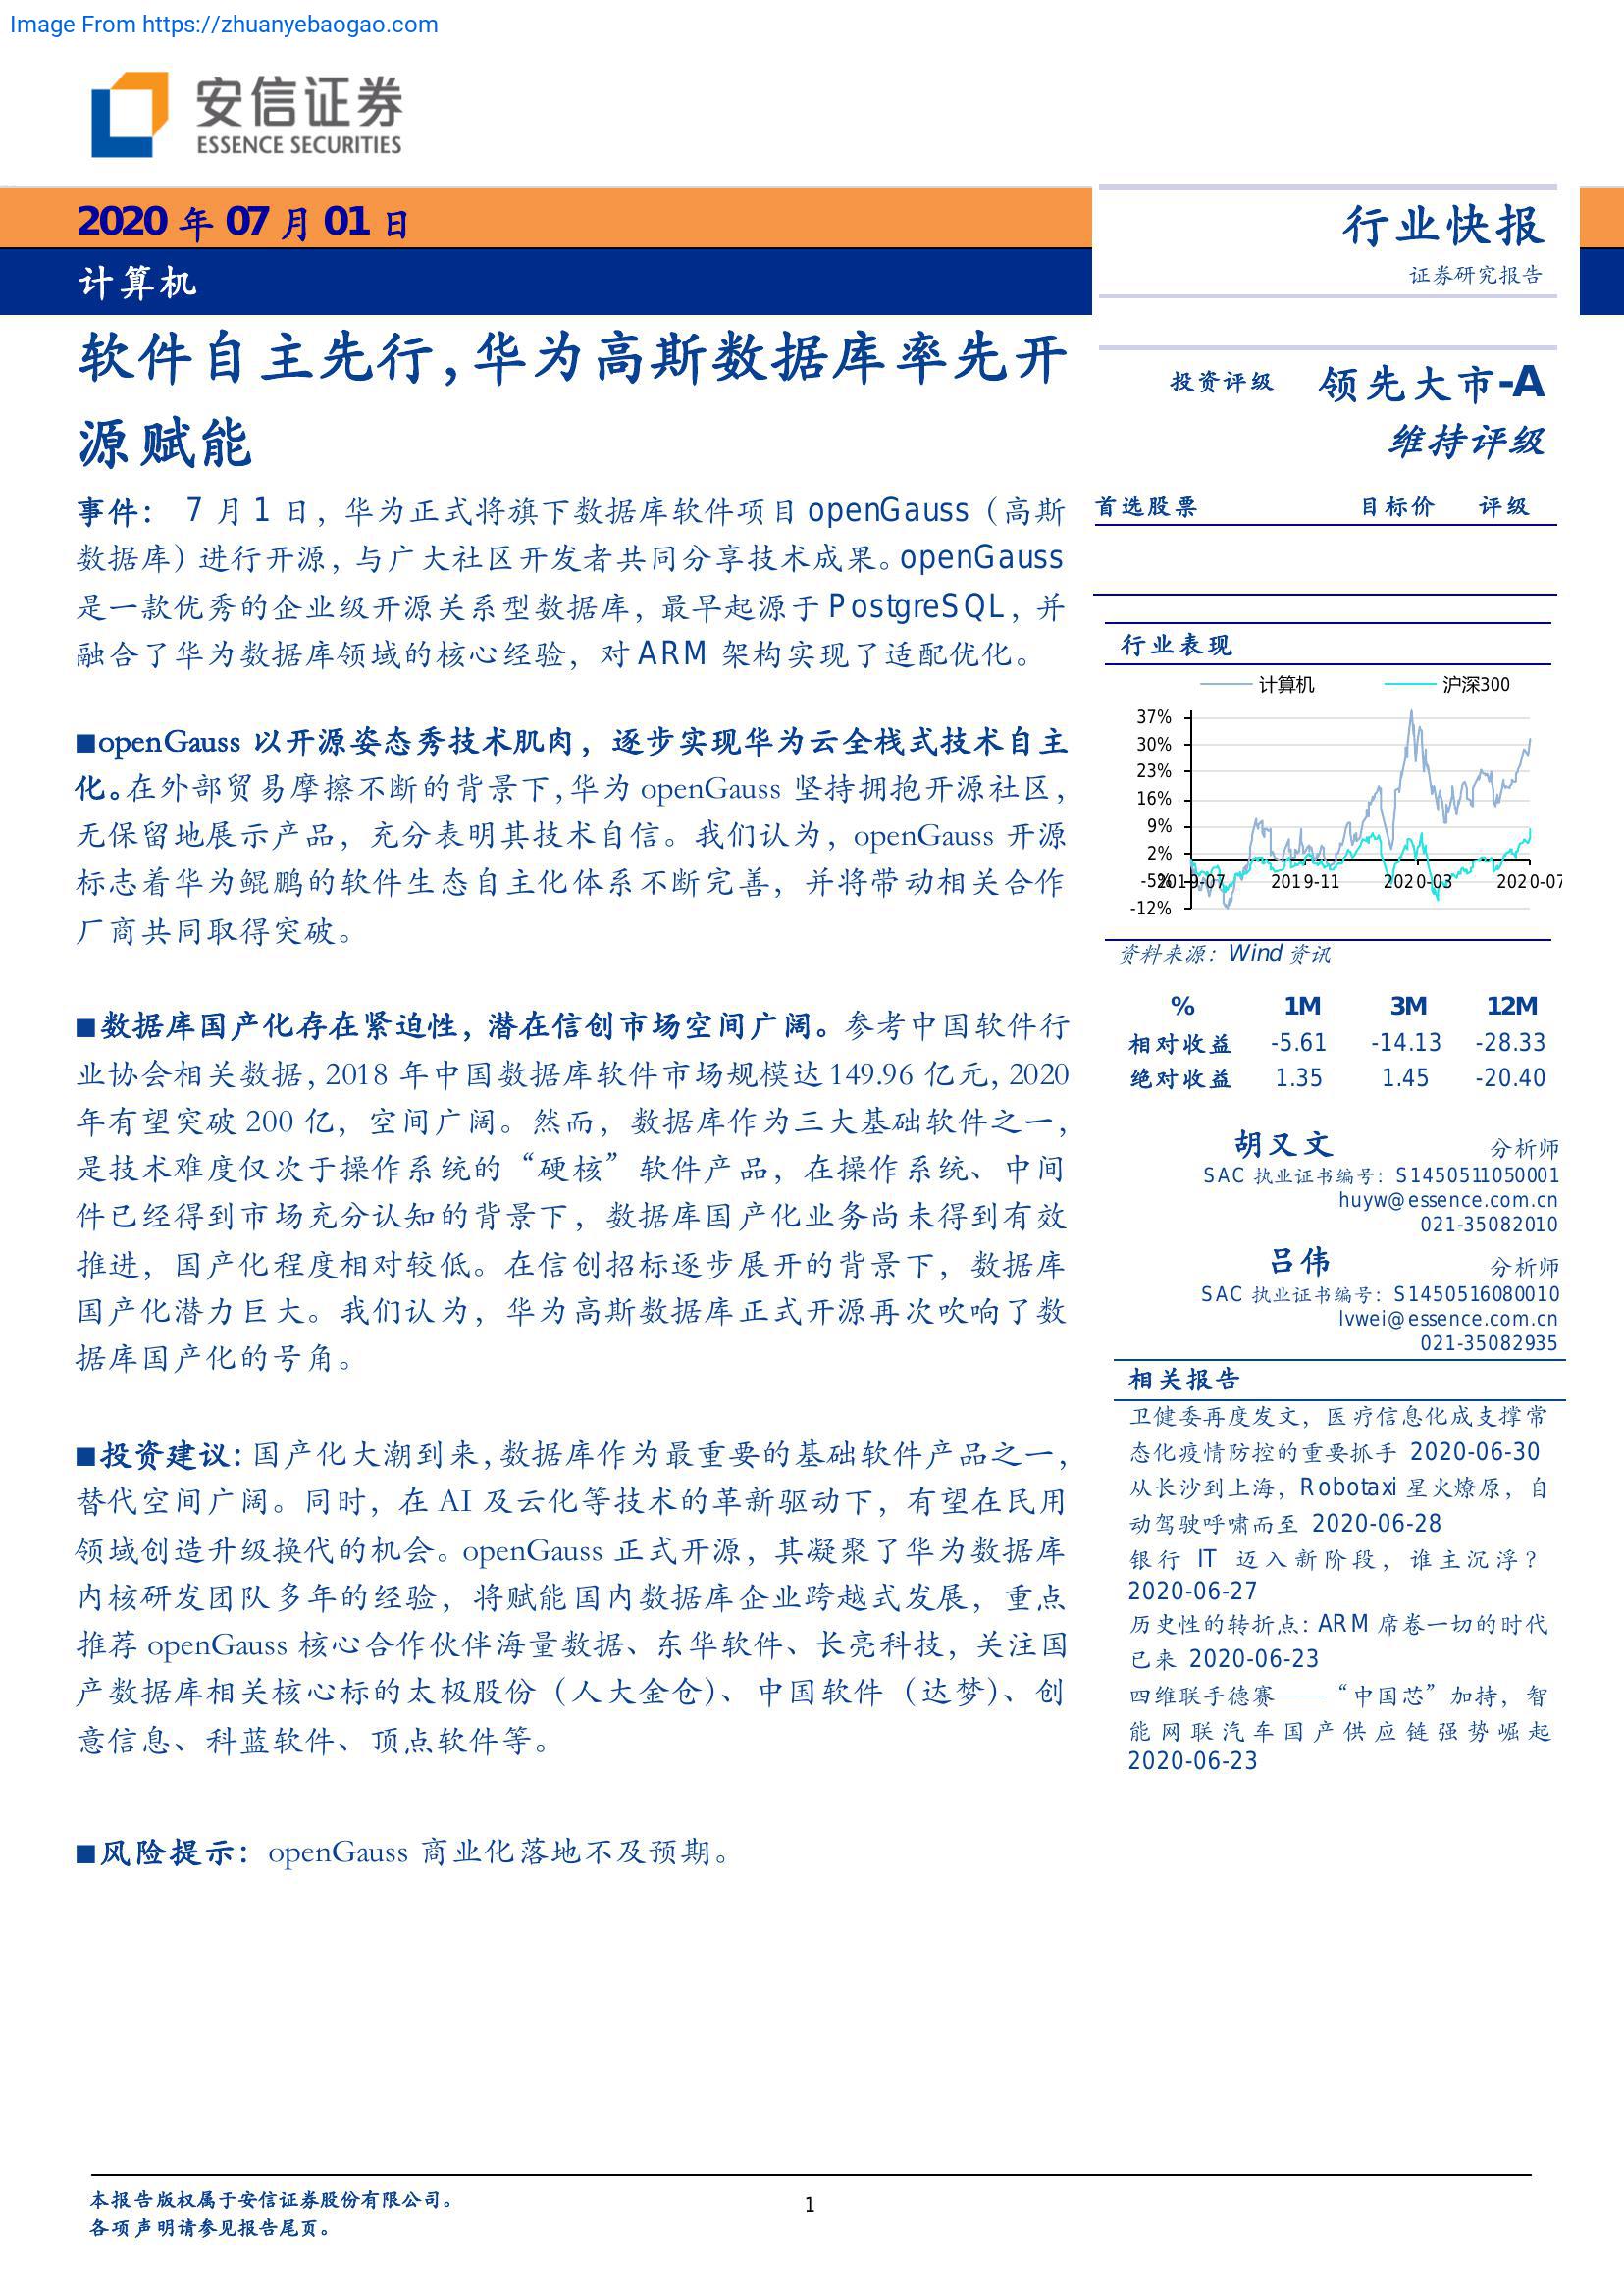 Image From https://zhuanyebaogao.com
安信证券
ESSENCE SECURITIES
2020 年 07 月 01 日
计算机
行业快报
证券研究报告
软件自主先行，华为高斯数据库率先开
源赋能
事件： 7 月 1 日，华为正式将旗下数据库软件项目 openGauss（高斯
数据库）进行开源，与广大社区开发者共同分享技术成果。openGauss
是一款优秀的企业级开源关系型数据库，最早起源于 PostgreSQL，并
融合了华为数据库领域的核心经验，对 ARM 架构实现了适配优化。
■openGauss 以开源姿态秀技术肌肉，逐步实现华为云全栈式技术自主
化。在外部贸易摩擦不断的背景下，华为 openGauss 坚持拥抱开源社区，
无保留地展示产品，充分表明其技术自信。我们认为，openGauss 开源
标志着华为鲲鹏的软件生态自主化体系不断完善，并将带动相关合作
厂商共同取得突破。
■数据库国产化存在紧迫性，潜在信创市场空间广阔。参考中国软件行
业协会相关数据，2018 年中国数据库软件市场规模达 149.96 亿元，2020
年有望突破 200 亿，空间广阔。然而，数据库作为三大基础软件之一，
是技术难度仅次于操作系统的“硬核”软件产品，在操作系统、中间
件已经得到市场充分认知的背景下，数据库国产化业务尚未得到有效
推进，国产化程度相对较低。在信创招标逐步展开的背景下，数据库
国产化潜力巨大。我们认为，华为高斯数据库正式开源再次吹响了数
据库国产化的号角。
■投资建议：国产化大潮到来，数据库作为最重要的基础软件产品之一，
替代空间广阔。同时，在 AI 及云化等技术的革新驱动下，有望在民用
领域创造升级换代的机会。openGauss 正式开源，其凝聚了华为数据库
内核研发团队多年的经验，将赋能国内数据库企业跨越式发展，重点
推荐 openGauss 核心合作伙伴海量数据、东华软件、长亮科技，关注国
产数据库相关核心标的太极股份（人大金仓）、中国软件（达梦）、创
意信息、科蓝软件、顶点软件等。
■风险提示：openGauss 商业化落地不及预期。
投资评级 领先大市-A
维持评级
首选股票 目标价 评级
行业表现
计算机 沪深300
37%
30%
23%
16%
9%
2%
-5%
-12%
2019-07 2019-11 2020-03 2020-07
资料来源：Wind 资讯
% 1M 3M 12M
相对收益 -5.61 -14.13 -28.33
绝对收益 1.35 1.45 -20.40
胡又文 分析师
SAC 执业证书编号：S1450511050001
huyw@essence.com.cn
021-35082010
吕伟 分析师
SAC 执业证书编号：S1450516080010
lvwei@essence.com.cn
021-35082935
相关报告
卫健委再度发文，医疗信息化成支撑常
态化疫情防控的重要抓手 2020-06-30
从长沙到上海，Robotaxi 星火燎原，自
动驾驶呼啸而至 2020-06-28
银行 IT 迈入新阶段，谁主沉浮？
2020-06-27
历史性的转折点：ARM 席卷一切的时代
已来 2020-06-23
四维联手德赛——“中国芯”加持，智
能网联汽车国产供应链强势崛起
2020-06-23
本报告版权属于安信证券股份有限公司。
各项声明请参见报告尾页。
1